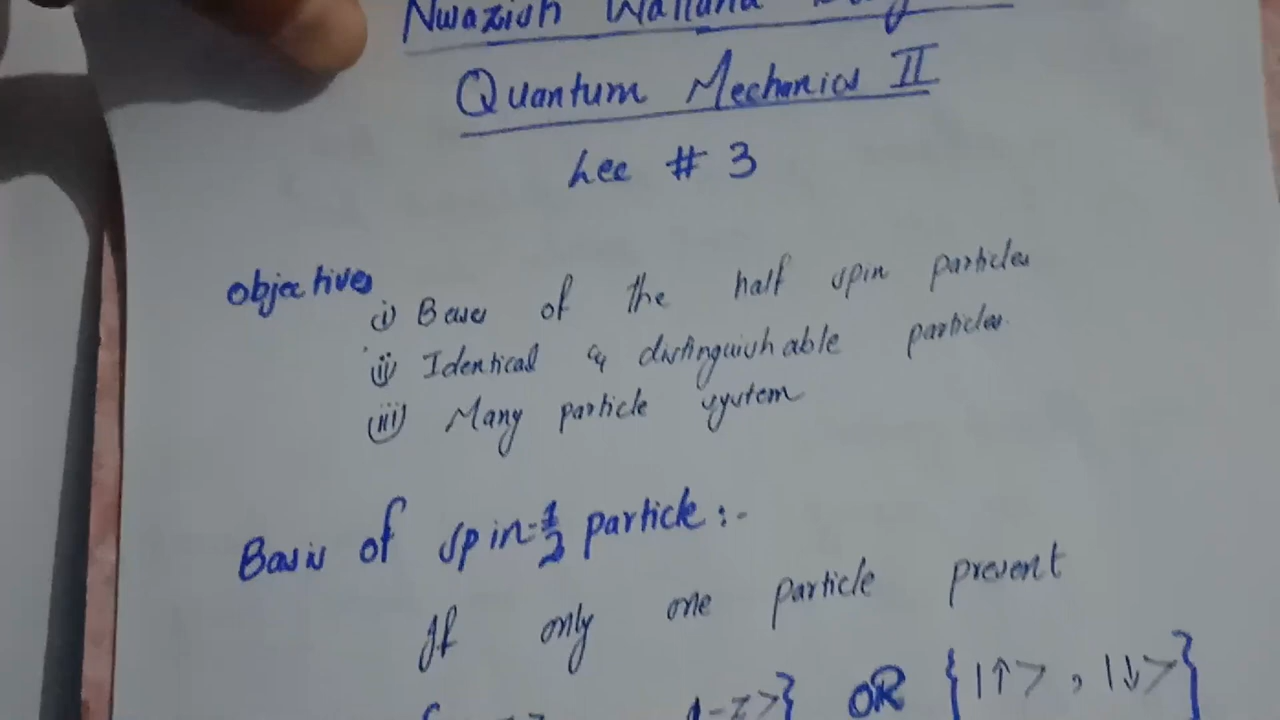 Quantum Mechanics II
Lec # 3
objectives
(i) Bases of the half spin particles
(ii) Identical & distinguishable particles.
(iii) Many particle system
Basis of spin-1/2 particle :-
If only one particle present
|-z>} OR {|↑> , |↓>}